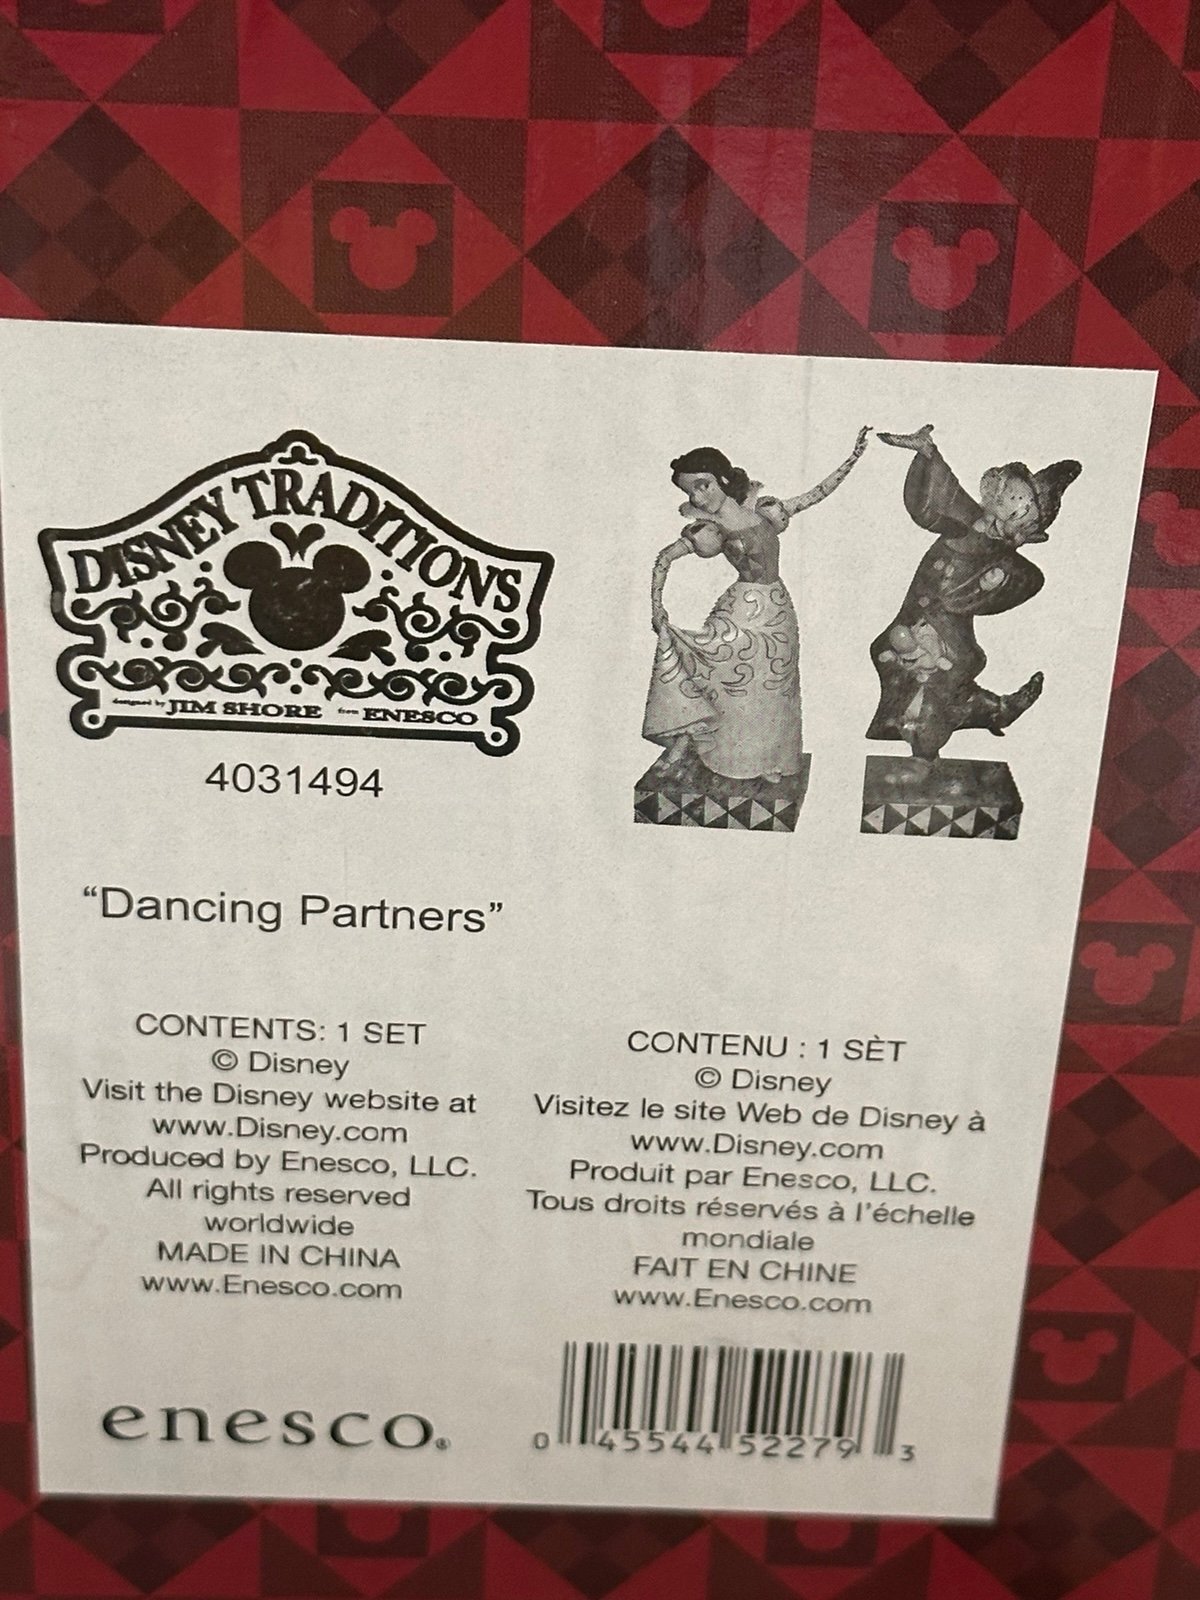 DISNEY TRADITIONS
designed by JIM SHORE from ENESCO
4031494
“Dancing Partners”
CONTENTS: 1 SET
© Disney
Visit the Disney website at
www.Disney.com
Produced by Enesco, LLC.
All rights reserved
worldwide
MADE IN CHINA
www.Enesco.com
CONTENU : 1 SÈT
© Disney
Visitez le site Web de Disney à
www.Disney.com
Produit par Enesco, LLC.
Tous droits réservés à l’échelle
mondiale
FAIT EN CHINE
www.Enesco.com
enesco®
0 45544 52279 3